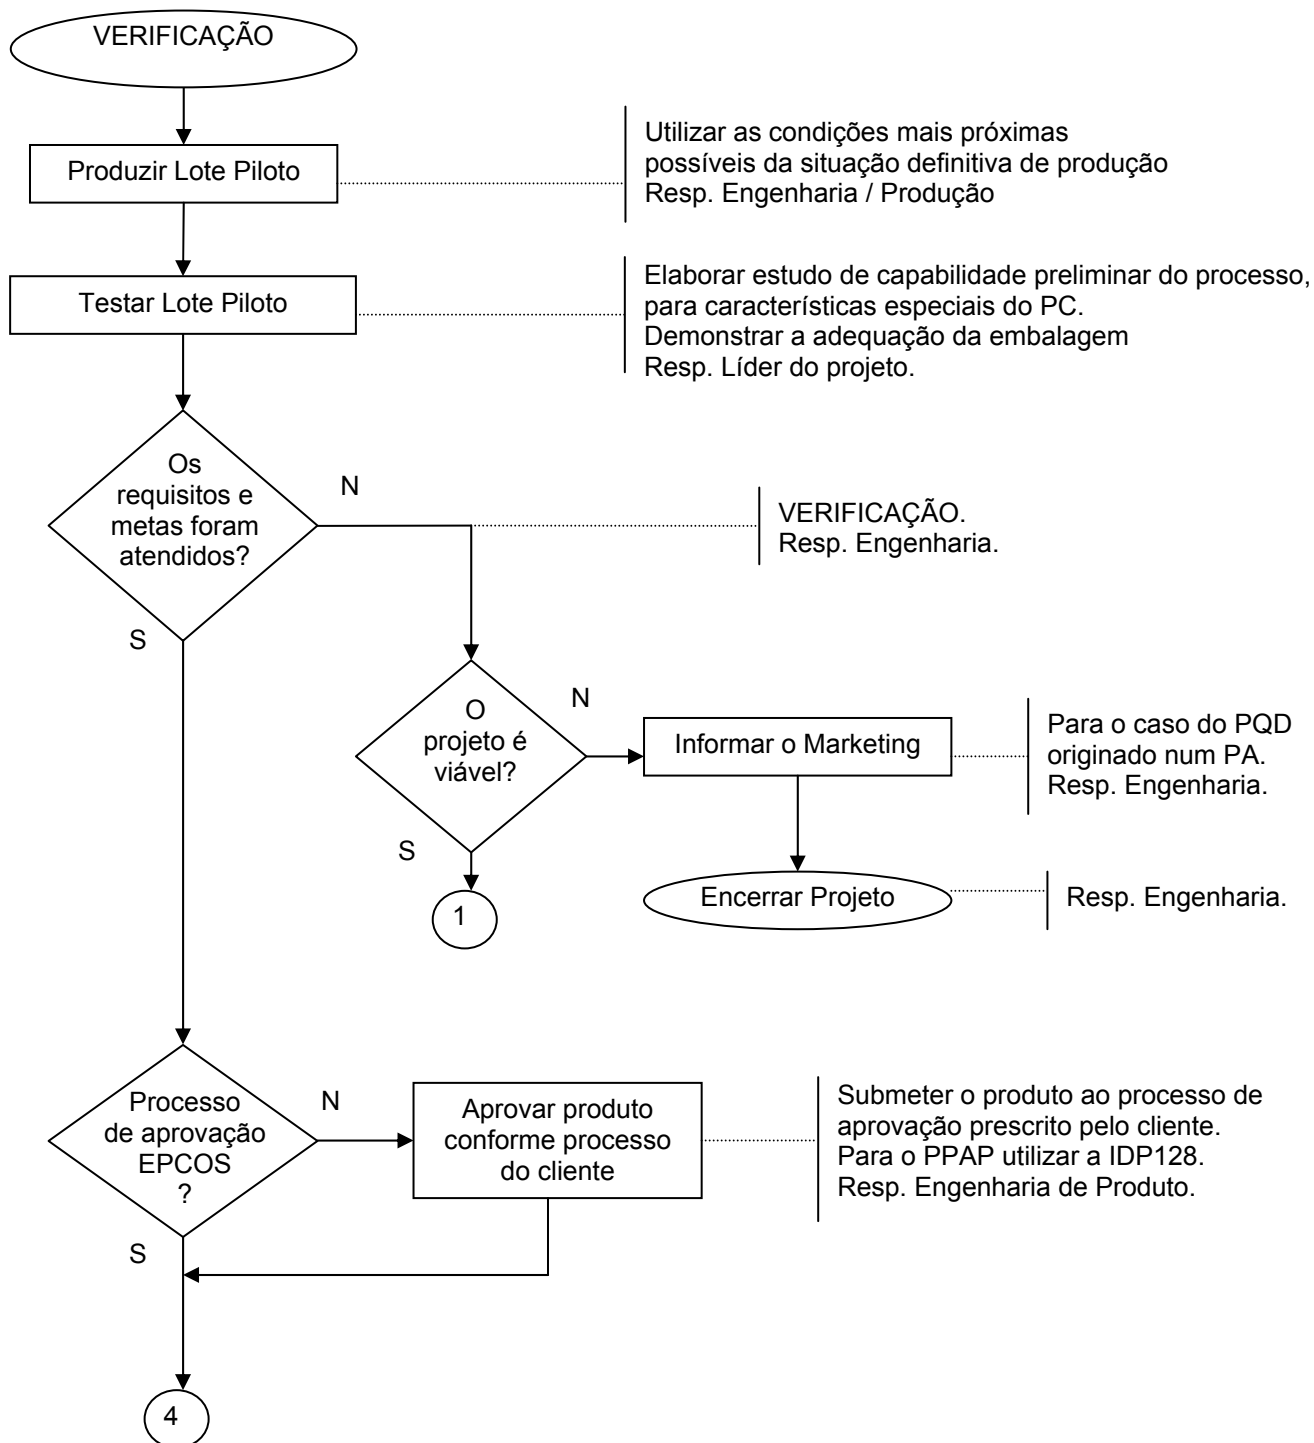 VERIFICAÇÃO
Produzir Lote Piloto
Utilizar as condições mais próximas
possíveis da situação definitiva de produção
Resp. Engenharia / Produção
Testar Lote Piloto
Elaborar estudo de capabilidade preliminar do processo,
para características especiais do PC.
Demonstrar a adequação da embalagem
Resp. Líder do projeto.
Os
requisitos e
metas foram
atendidos?
N
VERIFICAÇÃO.
Resp. Engenharia.
S
O
projeto é
viável?
N
Informar o Marketing
Para o caso do PQD
originado num PA.
Resp. Engenharia.
S
1
Encerrar Projeto
Resp. Engenharia.
Processo
de aprovação
EPCOS
?
N
Aprovar produto
conforme processo
do cliente
Submeter o produto ao processo de
aprovação prescrito pelo cliente.
Para o PPAP utilizar a IDP128.
Resp. Engenharia de Produto.
S
4